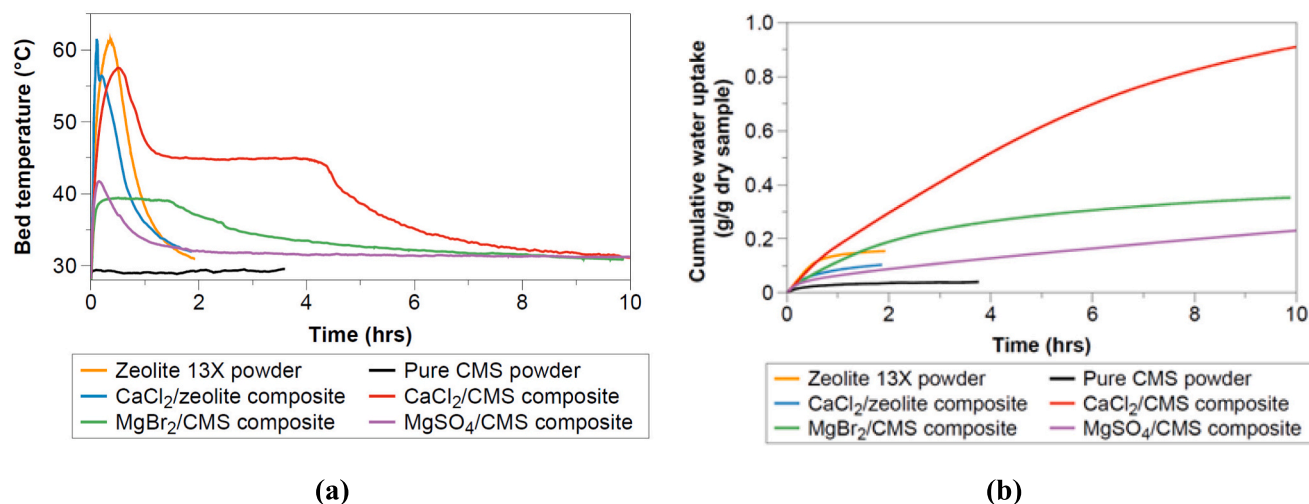 Bed temperature (°C)
60
50
40
30
0
2
4
6
8
10
Time (hrs)
Zeolite 13X powder
Pure CMS powder
CaCl₂/zeolite composite
CaCl₂/CMS composite
MgBr₂/CMS composite
MgSO₄/CMS composite
(a)
Cumulative water uptake
(g/g dry sample)
1.0
0.8
0.6
0.4
0.2
0
0
2
4
6
8
10
Time (hrs)
Zeolite 13X powder
Pure CMS powder
CaCl₂/zeolite composite
CaCl₂/CMS composite
MgBr₂/CMS composite
MgSO₄/CMS composite
(b)